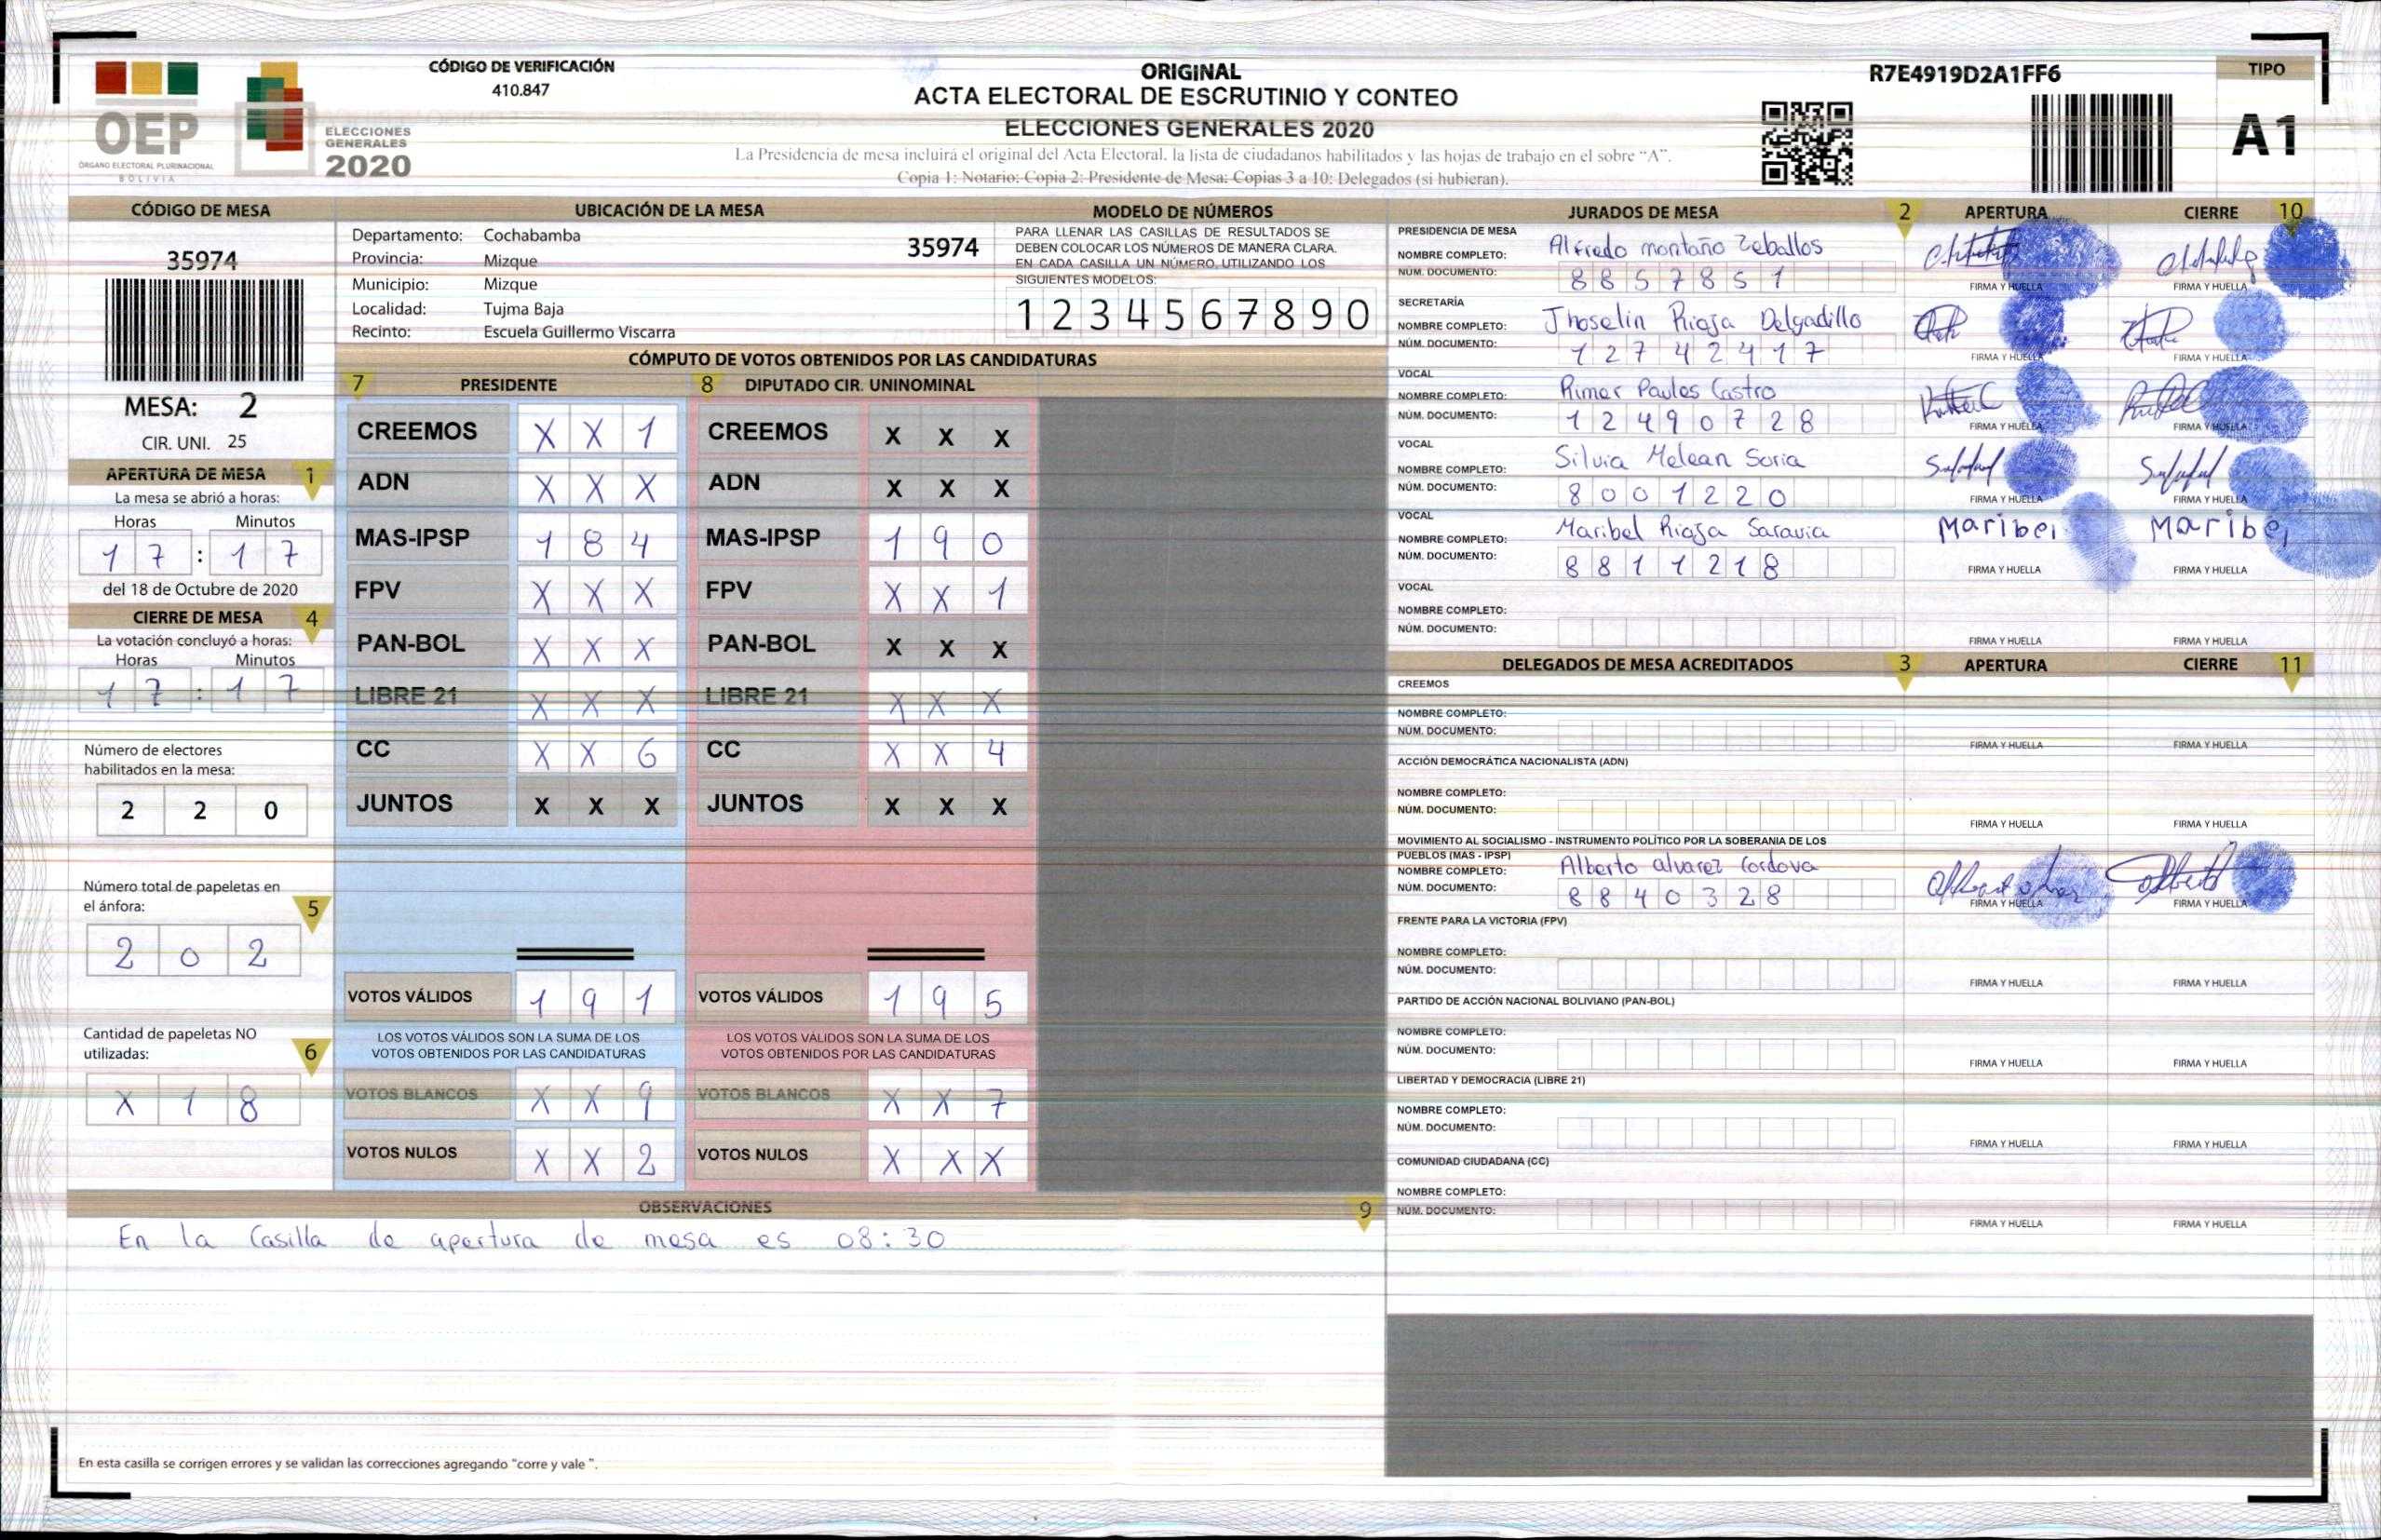 CÓDIGO DE VERIFICACIÓN
410.847
OEP
ÓRGANO ELECTORAL PLURINACIONAL
BOLIVIA
ELECCIONES
GENERALES
2020
ORIGINAL
ACTA ELECTORAL DE ESCRUTINIO Y CONTEO
ELECCIONES GENERALES 2020
La Presidencia de mesa incluirá el original del Acta Electoral, la lista de ciudadanos habilitados y las hojas de trabajo en el sobre "A".
Copia 1: Notario; Copia 2: Presidente de Mesa; Copias 3 a 10: Delegados (si hubieran).
R7E4919D2A1FF6
TIPO
A1
CÓDIGO DE MESA
35974
MESA: 2
CIR. UNI. 25
APERTURA DE MESA 1
La mesa se abrió a horas:
Horas Minutos
1 7 : 1 7
del 18 de Octubre de 2020
CIERRE DE MESA 4
La votación concluyó a horas:
Horas Minutos
1 7 : 1 7
Número de electores
habilitados en la mesa:
2 2 0
Número total de papeletas en
el ánfora: 5
2 0 2
Cantidad de papeletas NO
utilizadas: 6
X 1 8
UBICACIÓN DE LA MESA
Departamento: Cochabamba
35974
Provincia: Mizque
Municipio: Mizque
Localidad: Tujma Baja
Recinto: Escuela Guillermo Viscarra
MODELO DE NÚMEROS
PARA LLENAR LAS CASILLAS DE RESULTADOS SE
DEBEN COLOCAR LOS NÚMEROS DE MANERA CLARA.
EN CADA CASILLA UN NÚMERO, UTILIZANDO LOS
SIGUIENTES MODELOS:
1 2 3 4 5 6 7 8 9 0
CÓMPUTO DE VOTOS OBTENIDOS POR LAS CANDIDATURAS
7 PRESIDENTE 8 DIPUTADO CIR. UNINOMINAL
CREEMOS X X 1 CREEMOS X X X
ADN X X X ADN X X X
MAS-IPSP 1 8 4 MAS-IPSP 1 9 0
FPV X X X FPV X X 1
PAN-BOL X X X PAN-BOL X X X
LIBRE 21 X X X LIBRE 21 X X X
CC X X 6 CC X X 4
JUNTOS X X X JUNTOS X X X
VOTOS VÁLIDOS 1 9 1 VOTOS VÁLIDOS 1 9 5
LOS VOTOS VÁLIDOS SON LA SUMA DE LOS LOS VOTOS VÁLIDOS SON LA SUMA DE LOS
VOTOS OBTENIDOS POR LAS CANDIDATURAS VOTOS OBTENIDOS POR LAS CANDIDATURAS
VOTOS BLANCOS X X 9 VOTOS BLANCOS X X 7
VOTOS NULOS X X 2 VOTOS NULOS X X X
OBSERVACIONES 9
En la Casilla de apertura de mesa es 08:30
En esta casilla se corrigen errores y se validan las correcciones agregando "corre y vale ".
JURADOS DE MESA 2 APERTURA CIERRE 10
PRESIDENCIA DE MESA
NOMBRE COMPLETO: Alfredo montaño Zeballos
NÚM. DOCUMENTO: 8 8 5 7 8 5 1
FIRMA Y HUELLA FIRMA Y HUELLA
SECRETARÍA
NOMBRE COMPLETO: Jhoselin Rioja Delgadillo
NÚM. DOCUMENTO: 1 2 7 4 2 4 1 7
FIRMA Y HUELLA FIRMA Y HUELLA
VOCAL
NOMBRE COMPLETO: Rimer Paules Castro
NÚM. DOCUMENTO: 1 2 4 9 0 7 2 8
FIRMA Y HUELLA FIRMA Y HUELLA
VOCAL
NOMBRE COMPLETO: Silvia Melean Soria
NÚM. DOCUMENTO: 8 0 0 1 2 2 0
FIRMA Y HUELLA FIRMA Y HUELLA
VOCAL
NOMBRE COMPLETO: Maribel Rioja Saravia Maribel Maribel
NÚM. DOCUMENTO: 8 8 1 1 2 1 8
FIRMA Y HUELLA FIRMA Y HUELLA
VOCAL
NOMBRE COMPLETO:
NÚM. DOCUMENTO:
FIRMA Y HUELLA FIRMA Y HUELLA
DELEGADOS DE MESA ACREDITADOS 3 APERTURA CIERRE 11
CREEMOS
NOMBRE COMPLETO:
NÚM. DOCUMENTO:
FIRMA Y HUELLA FIRMA Y HUELLA
ACCIÓN DEMOCRÁTICA NACIONALISTA (ADN)
NOMBRE COMPLETO:
NÚM. DOCUMENTO:
FIRMA Y HUELLA FIRMA Y HUELLA
MOVIMIENTO AL SOCIALISMO - INSTRUMENTO POLÍTICO POR LA SOBERANIA DE LOS
PUEBLOS (MAS - IPSP)
NOMBRE COMPLETO: Alberto alvarez Cordova
NÚM. DOCUMENTO: 8 8 4 0 3 2 8
FIRMA Y HUELLA FIRMA Y HUELLA
FRENTE PARA LA VICTORIA (FPV)
NOMBRE COMPLETO:
NÚM. DOCUMENTO:
FIRMA Y HUELLA FIRMA Y HUELLA
PARTIDO DE ACCIÓN NACIONAL BOLIVIANO (PAN-BOL)
NOMBRE COMPLETO:
NÚM. DOCUMENTO:
FIRMA Y HUELLA FIRMA Y HUELLA
LIBERTAD Y DEMOCRACIA (LIBRE 21)
NOMBRE COMPLETO:
NÚM. DOCUMENTO:
FIRMA Y HUELLA FIRMA Y HUELLA
COMUNIDAD CIUDADANA (CC)
NOMBRE COMPLETO:
NÚM. DOCUMENTO:
FIRMA Y HUELLA FIRMA Y HUELLA